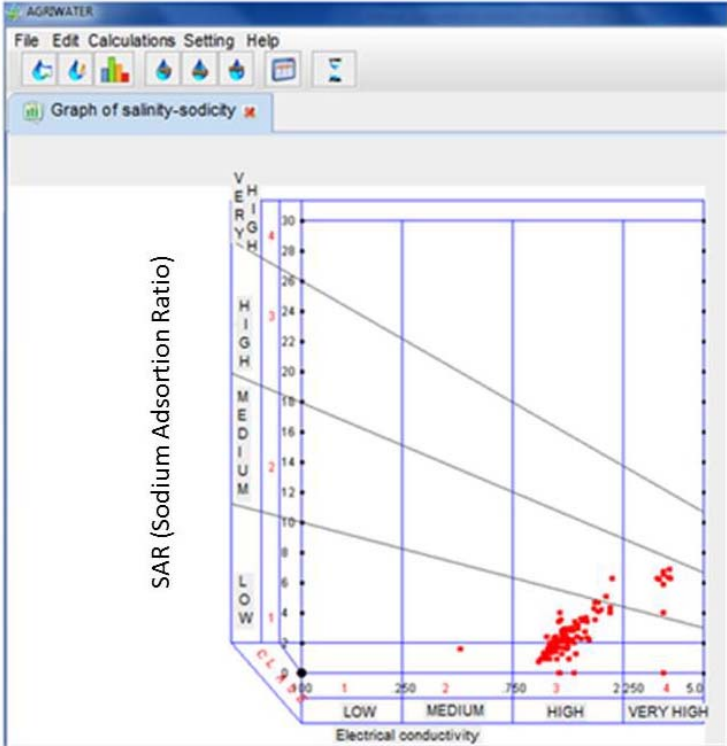 AGRIWATER
File Edit Calculations Setting Help
Graph of salinity-sodicity
SAR (Sodium Adsortion Ratio)
VERY HIGH
HIGH
MEDIUM
LOW
4
3
2
1
30
28
26
24
22
20
18
16
14
12
10
8
6
4
2
0
100 1 250 2 750 3 2 250 4 5.0
LOW MEDIUM HIGH VERY HIGH
Electrical conductivity